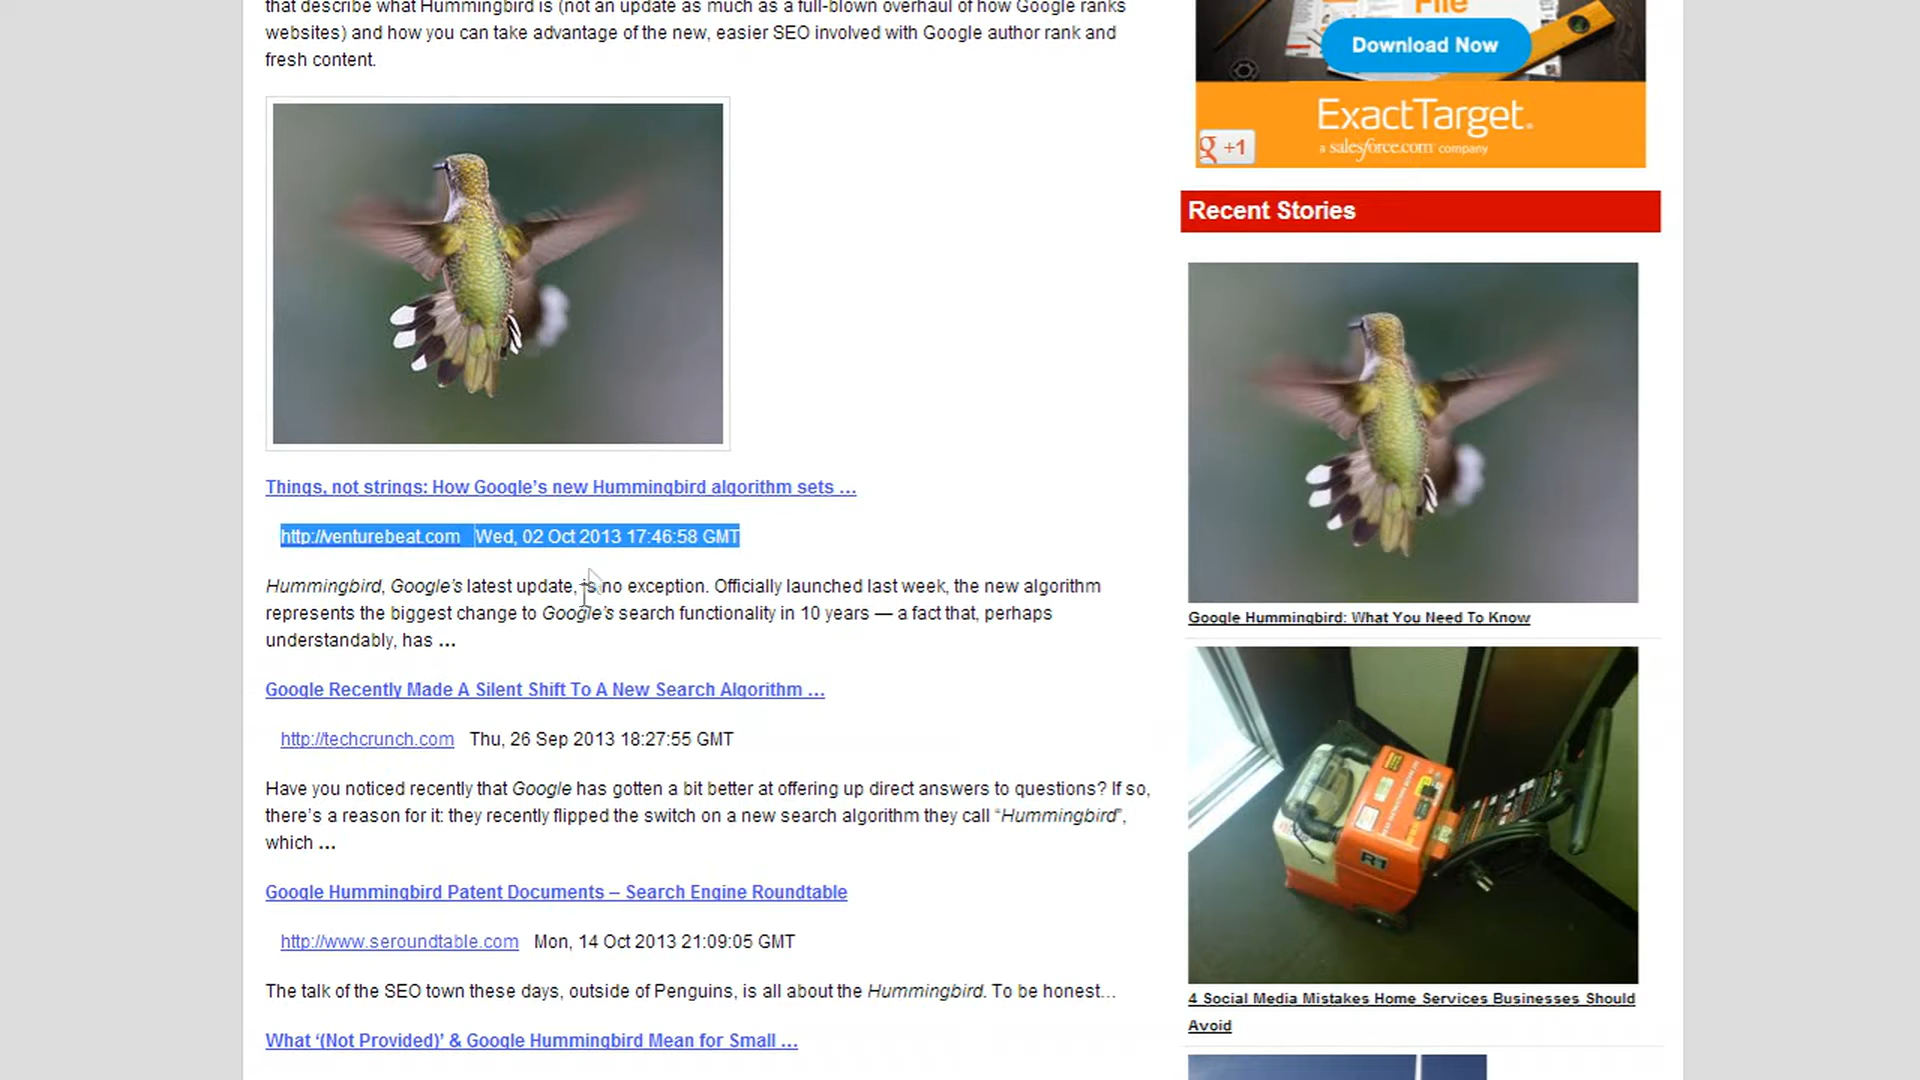 that describe what Hummingbird is (not an update as much as a full-blown overhaul of how Google ranks
websites) and how you can take advantage of the new, easier SEO involved with Google author rank and
fresh content.
Things, not strings: How Google’s new Hummingbird algorithm sets …
http://venturebeat.com Wed, 02 Oct 2013 17:46:58 GMT
Hummingbird, Google’s latest update, is no exception. Officially launched last week, the new algorithm
represents the biggest change to Google’s search functionality in 10 years — a fact that, perhaps
understandably, has ...
Google Recently Made A Silent Shift To A New Search Algorithm …
http://techcrunch.com Thu, 26 Sep 2013 18:27:55 GMT
Have you noticed recently that Google has gotten a bit better at offering up direct answers to questions? If so,
there’s a reason for it: they recently flipped the switch on a new search algorithm they call “Hummingbird”,
which ...
Google Hummingbird Patent Documents – Search Engine Roundtable
http://www.seroundtable.com Mon, 14 Oct 2013 21:09:05 GMT
The talk of the SEO town these days, outside of Penguins, is all about the Hummingbird. To be honest…
What ‘(Not Provided)’ & Google Hummingbird Mean for Small …
File
Download Now
ExactTarget.
a salesforce.com company
g +1
Recent Stories
Google Hummingbird: What You Need To Know
4 Social Media Mistakes Home Services Businesses Should
Avoid